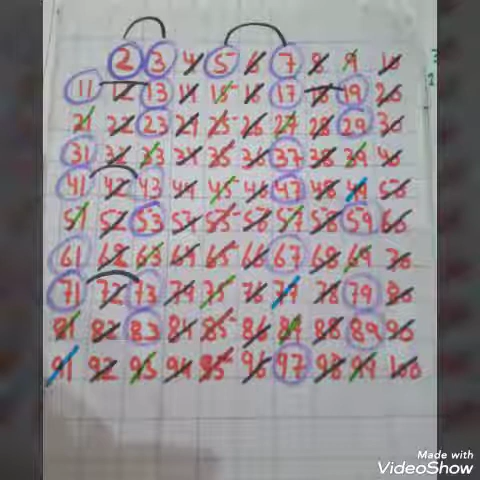 2 3 4 5 6 7 8 9 10
11 12 13 14 15 16 17 18 19 20
21 22 23 24 25 26 27 28 29 30
31 32 33 34 35 36 37 38 39 40
41 42 43 44 45 46 47 48 49 50
51 52 53 54 55 56 57 58 59 60
61 62 63 64 65 66 67 68 69 70
71 72 73 74 75 76 77 78 79 80
81 82 83 84 85 86 87 88 89 90
91 92 93 94 95 96 97 98 99 100
Made with
VideoShow